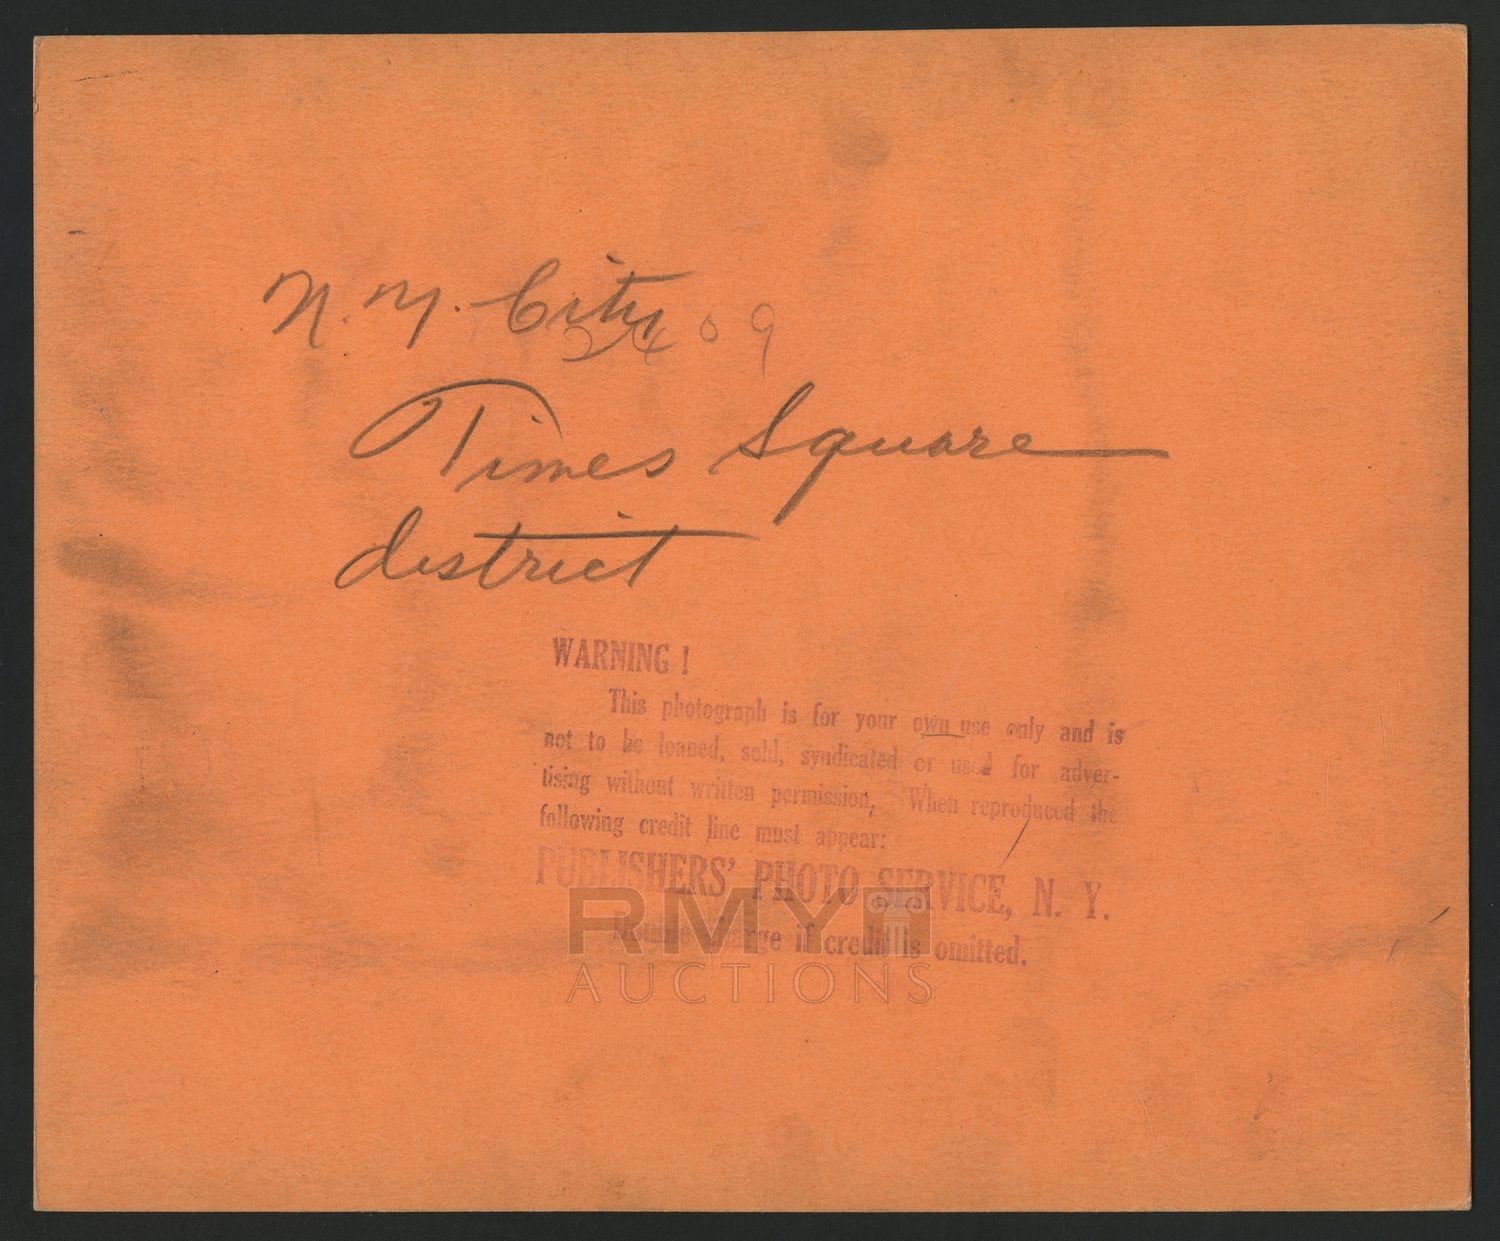 N. Y. City
2409
Times Square
district
WARNING !
This photograph is for your own use only and is
not to be loaned, sold, syndicated or used for adver-
tising without written permission, When reproduced the
following credit line must appear:
PUBLISHERS' PHOTO SERVICE, N. Y.
charge if credit is omitted.
RMY
AUCTIONS